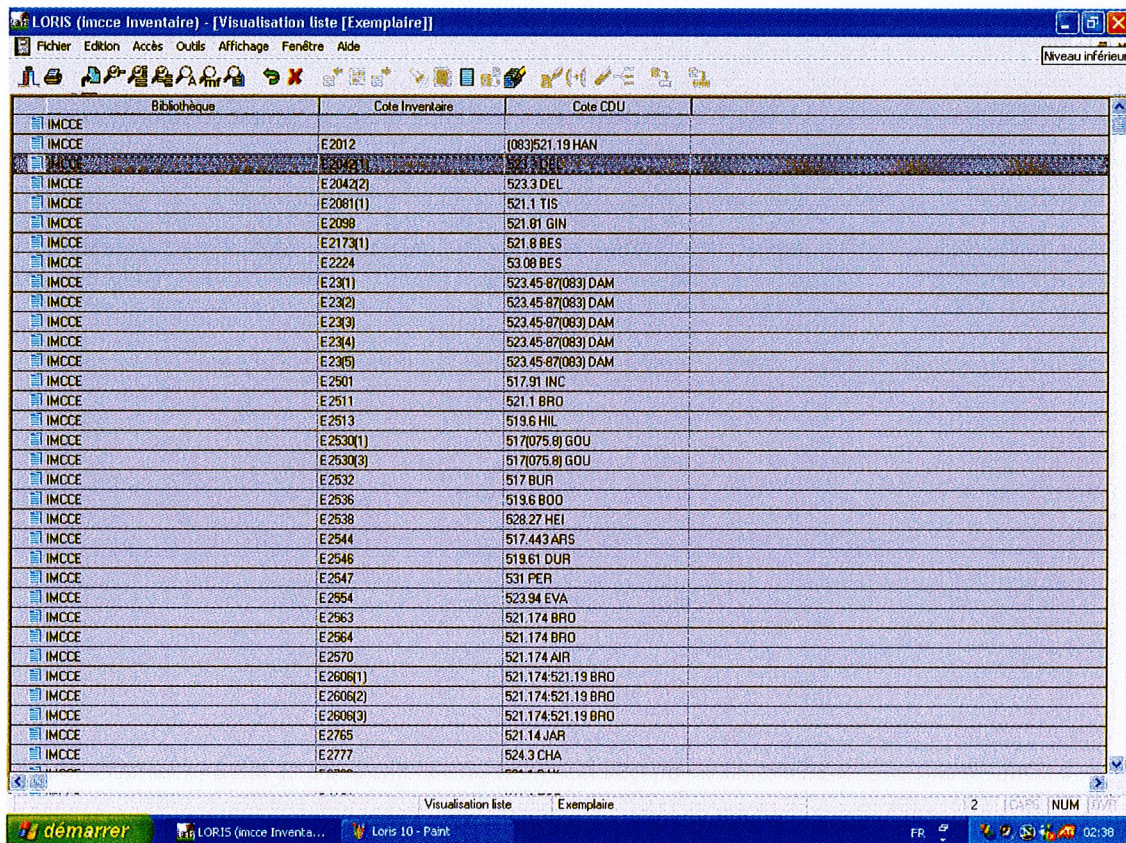 LORIS (imcce Inventaire) - [Visualisation liste [Exemplaire]]
Fichier Edition Accès Outils Affichage Fenêtre Aide
Niveau inférieur
Bibliothèque Cote Inventaire Cote CDU
IMCCE
IMCCE E2012 (083)521.19 HAN
IMCCE E2042(1)
IMCCE E2042(2) 523.3 DEL
IMCCE E2081(1) 521.1 TIS
IMCCE E2098 521.81 GIN
IMCCE E2173(1) 521.8 BES
IMCCE E2224 53.08 BES
IMCCE E23(1) 523.45-87(083) DAM
IMCCE E23(2) 523.45-87(083) DAM
IMCCE E23(3) 523.45-87(083) DAM
IMCCE E23(4) 523.45-87(083) DAM
IMCCE E23(5) 523.45-87(083) DAM
IMCCE E2501 517.91 INC
IMCCE E2511 521.1 BRO
IMCCE E2513 519.6 HIL
IMCCE E2530(1) 517(075.8) GOU
IMCCE E2530(3) 517(075.8) GOU
IMCCE E2532 517 BUR
IMCCE E2536 519.6 BOO
IMCCE E2538 528.27 HEI
IMCCE E2544 517.443 ARS
IMCCE E2546 519.61 DUR
IMCCE E2547 531 PER
IMCCE E2554 523.94 EVA
IMCCE E2563 521.174 BRO
IMCCE E2564 521.174 BRO
IMCCE E2570 521.174 AIR
IMCCE E2606(1) 521.174:521.19 BRO
IMCCE E2606(2) 521.174:521.19 BRO
IMCCE E2606(3) 521.174:521.19 BRO
IMCCE E2765 521.14 JAR
IMCCE E2777 524.3 CHA
Visualisation liste Exemplaire 2 CAPS NUM OVR
démarrer LORIS (imcce Inventa... Loris 10 - Paint FR 02:38